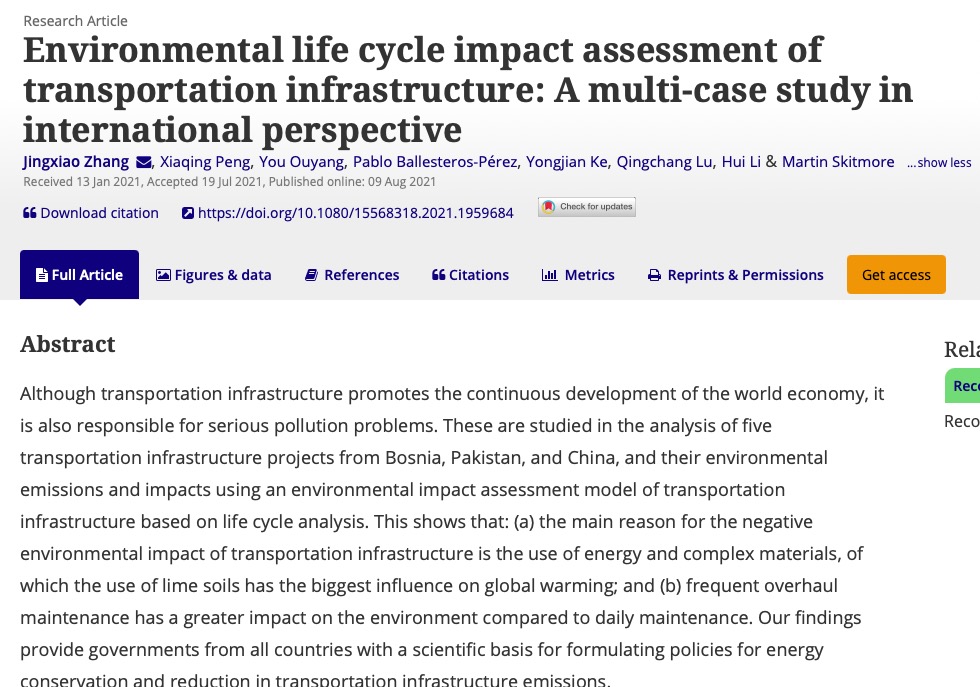 Research Article
Environmental life cycle impact assessment of
transportation infrastructure: A multi-case study in
international perspective
Jingxiao Zhang, Xiaqing Peng, You Ouyang, Pablo Ballesteros-Pérez, Yongjian Ke, Qingchang Lu, Hui Li & Martin Skitmore ...show less
Received 13 Jan 2021, Accepted 19 Jul 2021, Published online: 09 Aug 2021
Download citation https://doi.org/10.1080/15568318.2021.1959684 Check for updates
Full Article Figures & data References Citations Metrics Reprints & Permissions Get access
Abstract
Although transportation infrastructure promotes the continuous development of the world economy, it
is also responsible for serious pollution problems. These are studied in the analysis of five
transportation infrastructure projects from Bosnia, Pakistan, and China, and their environmental
emissions and impacts using an environmental impact assessment model of transportation
infrastructure based on life cycle analysis. This shows that: (a) the main reason for the negative
environmental impact of transportation infrastructure is the use of energy and complex materials, of
which the use of lime soils has the biggest influence on global warming; and (b) frequent overhaul
maintenance has a greater impact on the environment compared to daily maintenance. Our findings
provide governments from all countries with a scientific basis for formulating policies for energy
conservation and reduction in transportation infrastructure emissions.
Rela
Reco
Reco